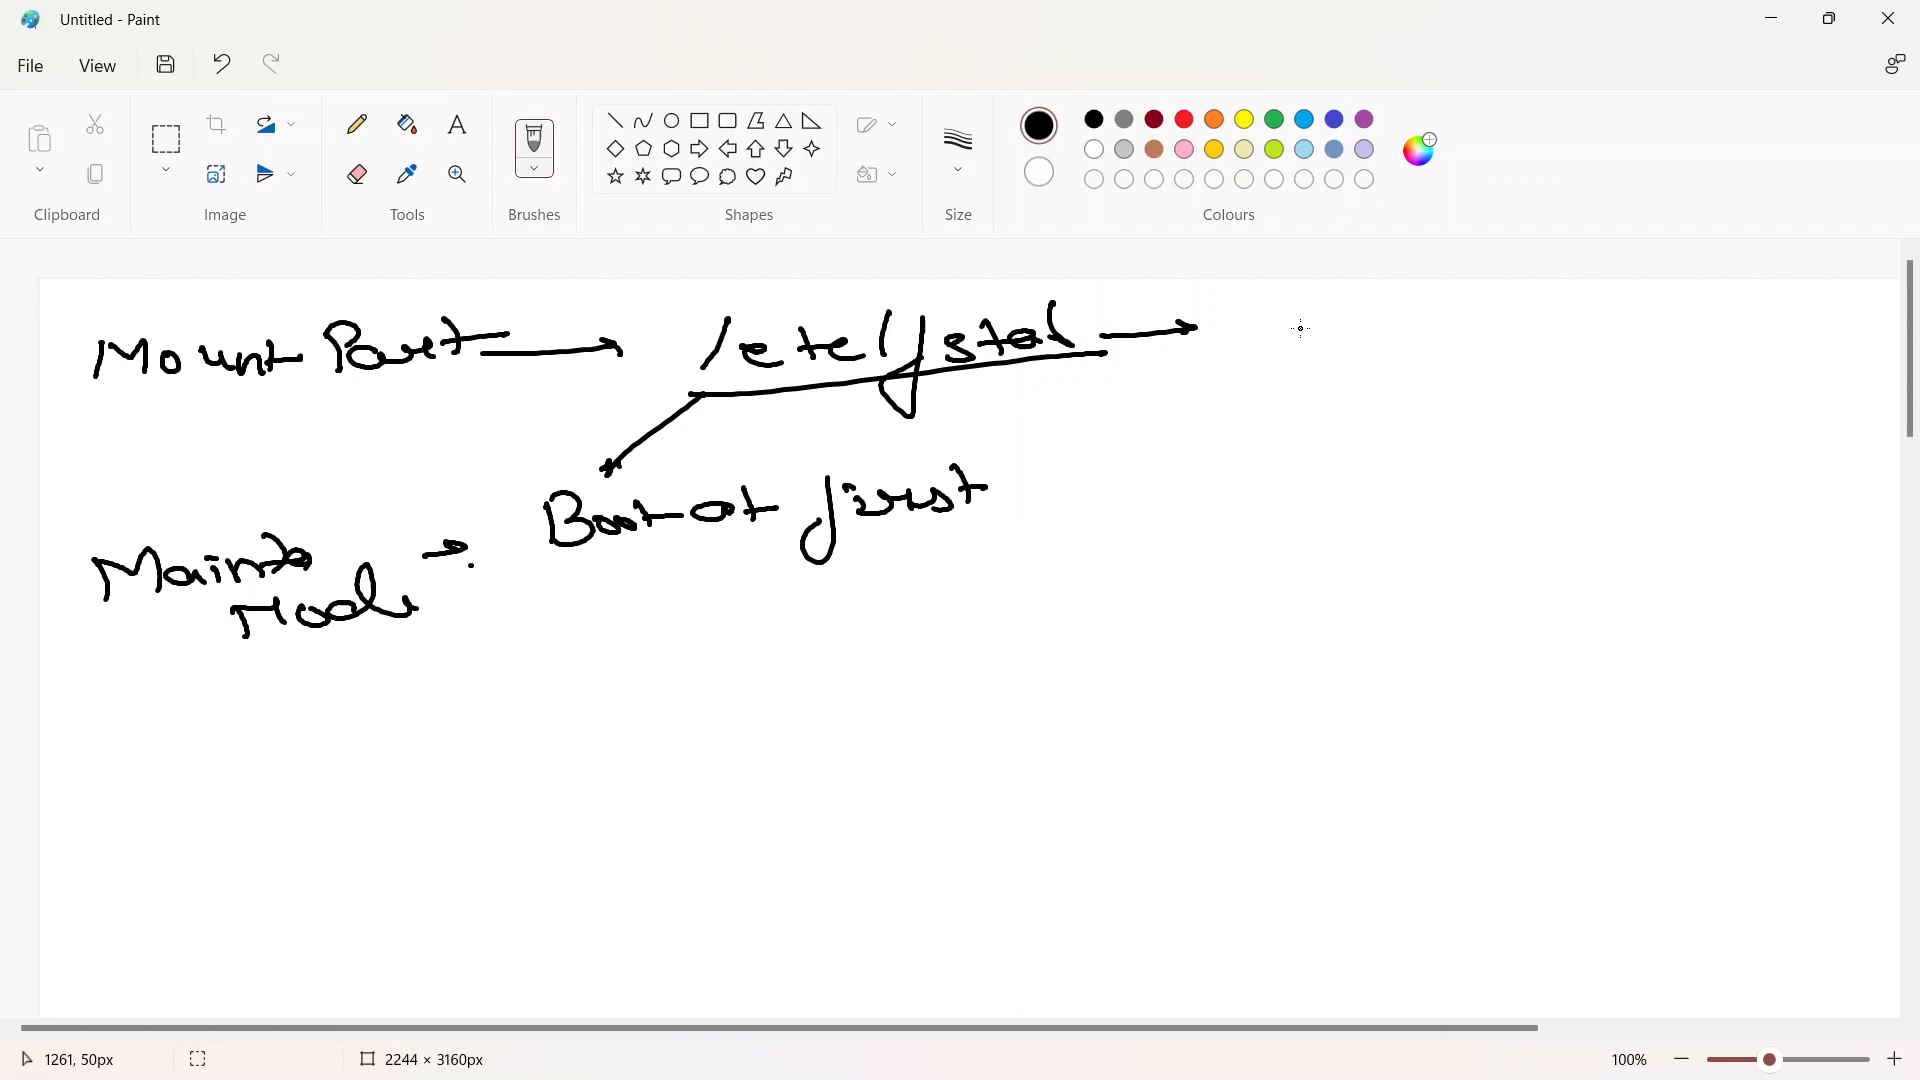 Untitled - Paint
File View
Clipboard Image Tools Brushes Shapes Size Colours
Mount Point → /etc/fstab →
Boot at first
Mainte →
Mode
1261, 50px 2244 × 3160px 100%